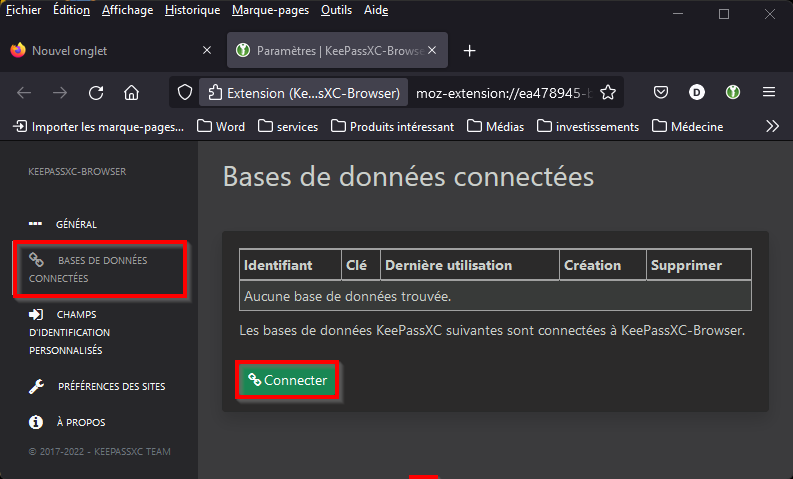 Fichier Édition Affichage Historique Marque-pages Outils Aide
Nouvel onglet
Paramètres | KeePassXC-Browse
Extension (Ke...sXC-Browser) moz-extension://ea478945-
Importer les marque-pages... Word services Produits intéressant Médias investissements Médecine
KEEPASSXC-BROWSER
GÉNÉRAL
BASES DE DONNÉES
CONNECTÉES
CHAMPS
D'IDENTIFICATION
PERSONNALISÉS
PRÉFÉRENCES DES SITES
À PROPOS
© 2017-2022 - KEEPASSXC TEAM
Bases de données connectées
Identifiant Clé Dernière utilisation Création Supprimer
Aucune base de données trouvée.
Les bases de données KeePassXC suivantes sont connectées à KeePassXC-Browser.
Connecter